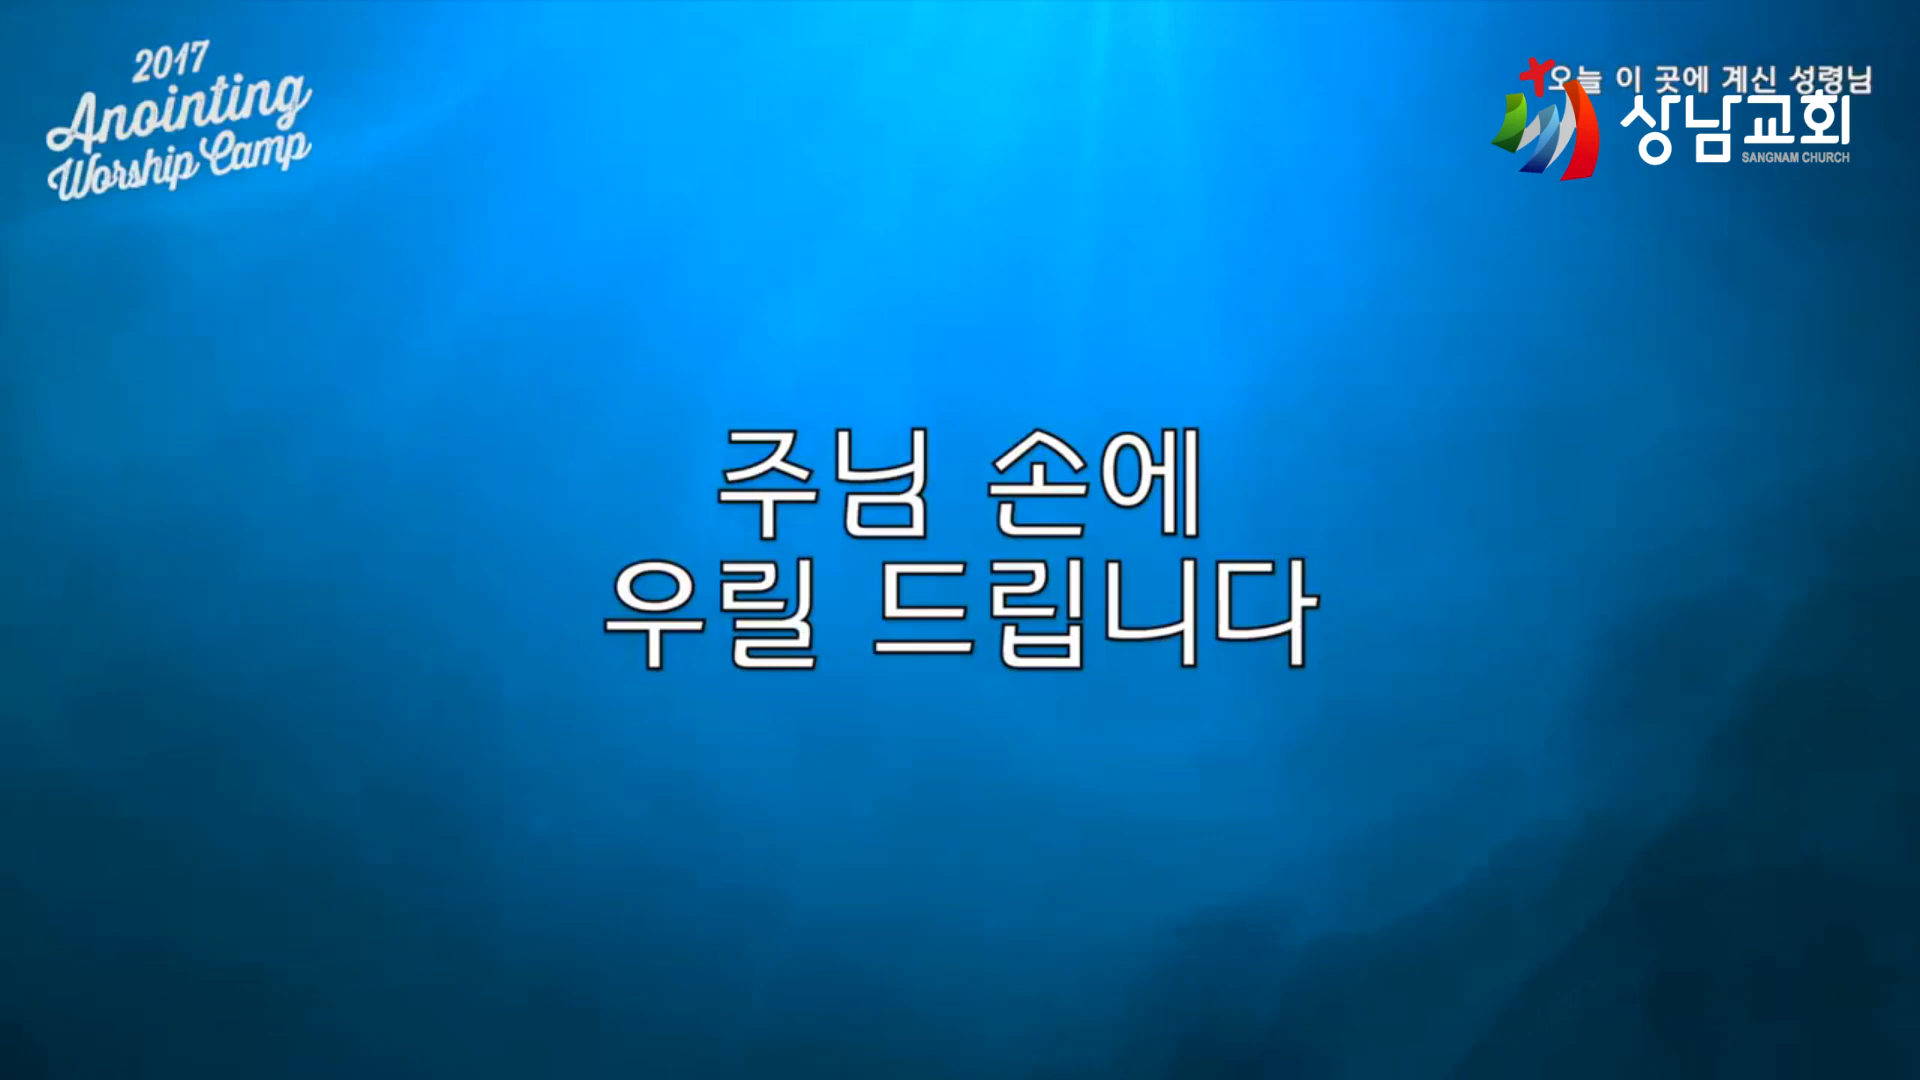 2017
Anointing
Worship Camp
오늘 이 곳에 계신 성령님
상남교회
SANGNAM CHURCH
주님 손에
우릴 드립니다